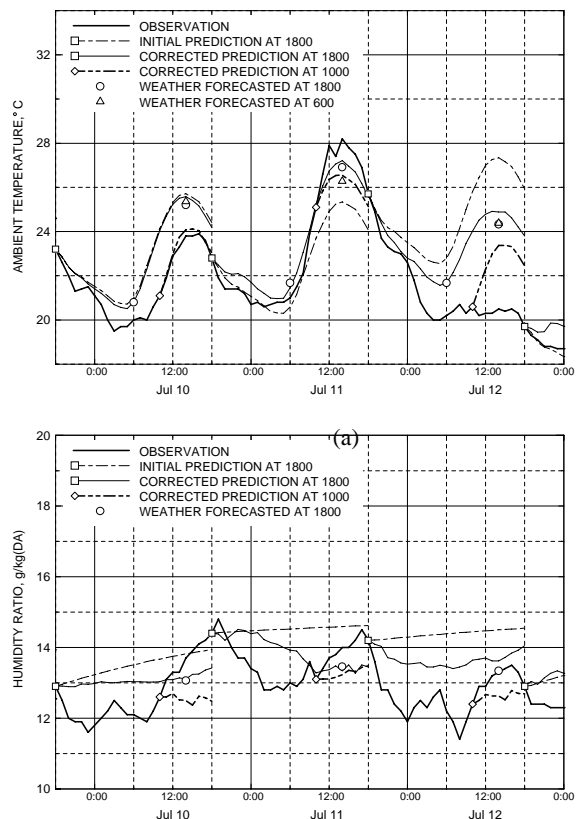 34
OBSERVATION
INITIAL PREDICTION AT 1800
CORRECTED PREDICTION AT 1800
CORRECTED PREDICTION AT 1000
WEATHER FORECASTED AT 1800
WEATHER FORECASTED AT 600
32
28
24
20
AMBIENT TEMPERATURE,° C
0:00 12:00 0:00 12:00 0:00 12:00 0:00
Jul 10 Jul 11 Jul 12
(a)
20
OBSERVATION
INITIAL PREDICTION AT 1800
CORRECTED PREDICTION AT 1800
CORRECTED PREDICTION AT 1000
WEATHER FORECASTED AT 1800
18
16
14
12
10
HUMIDITY RATIO, g/kg(DA)
0:00 12:00 0:00 12:00 0:00 12:00 0:00
Jul 10 Jul 11 Jul 12